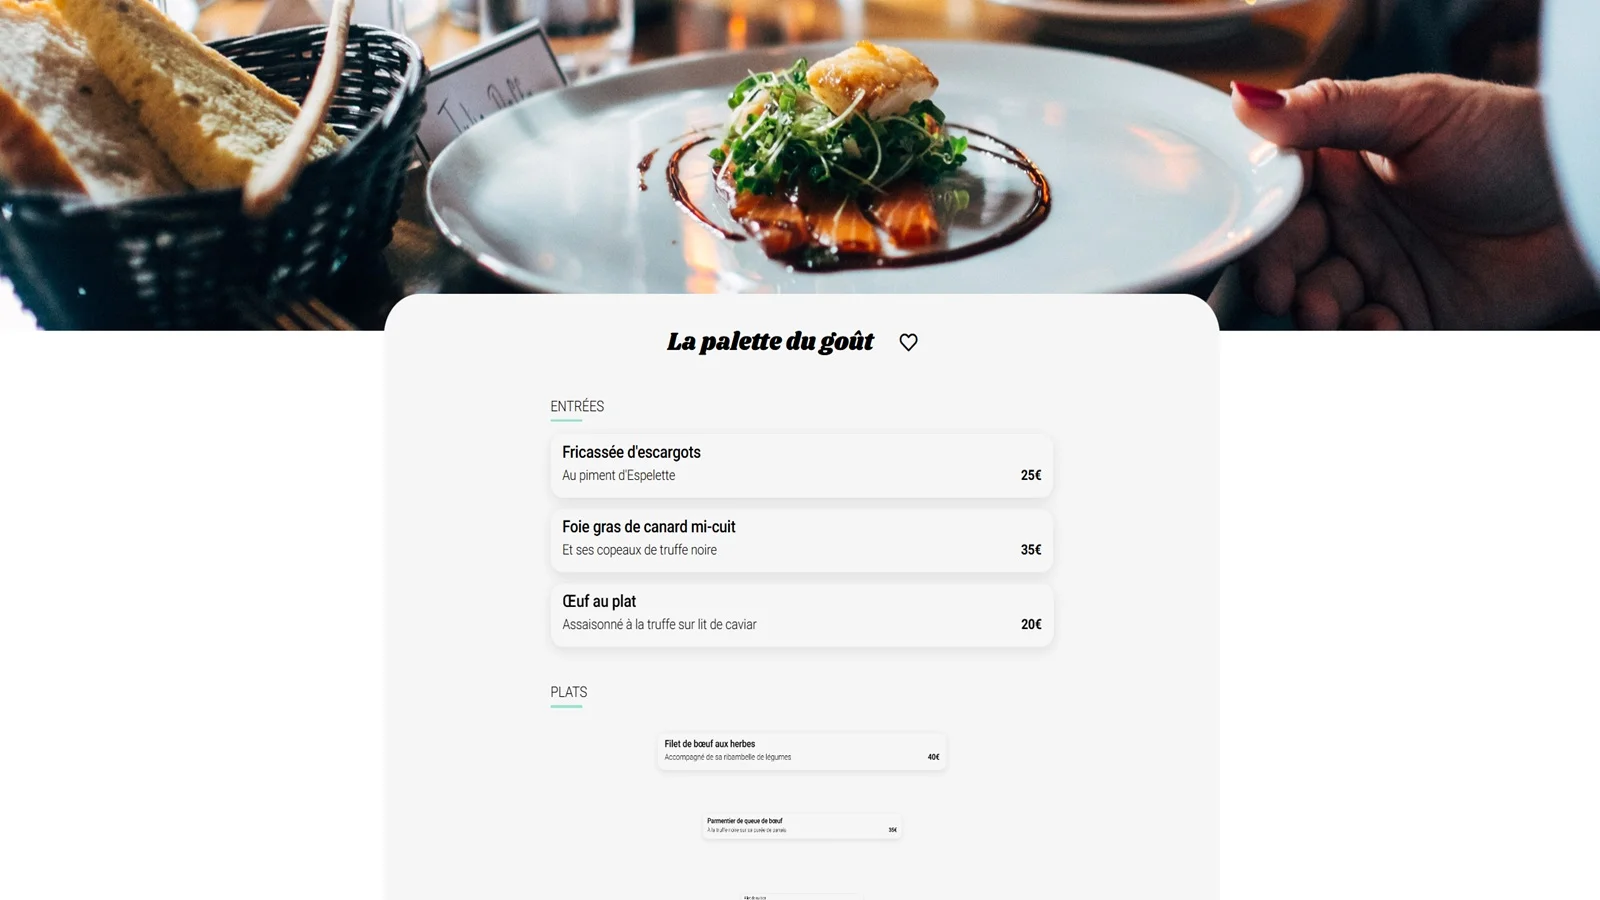 La palette du goût
ENTRÉES
Fricassée d'escargots
Au piment d'Espelette
25€
Foie gras de canard mi-cuit
Et ses copeaux de truffe noire
35€
Œuf au plat
Assaisonné à la truffe sur lit de caviar
20€
PLATS
Filet de bœuf aux herbes
Accompagné de sa ribambelle de légumes
40€
Parmentier de queue de bœuf
À la truffe noire sur sa purée de panais
35€